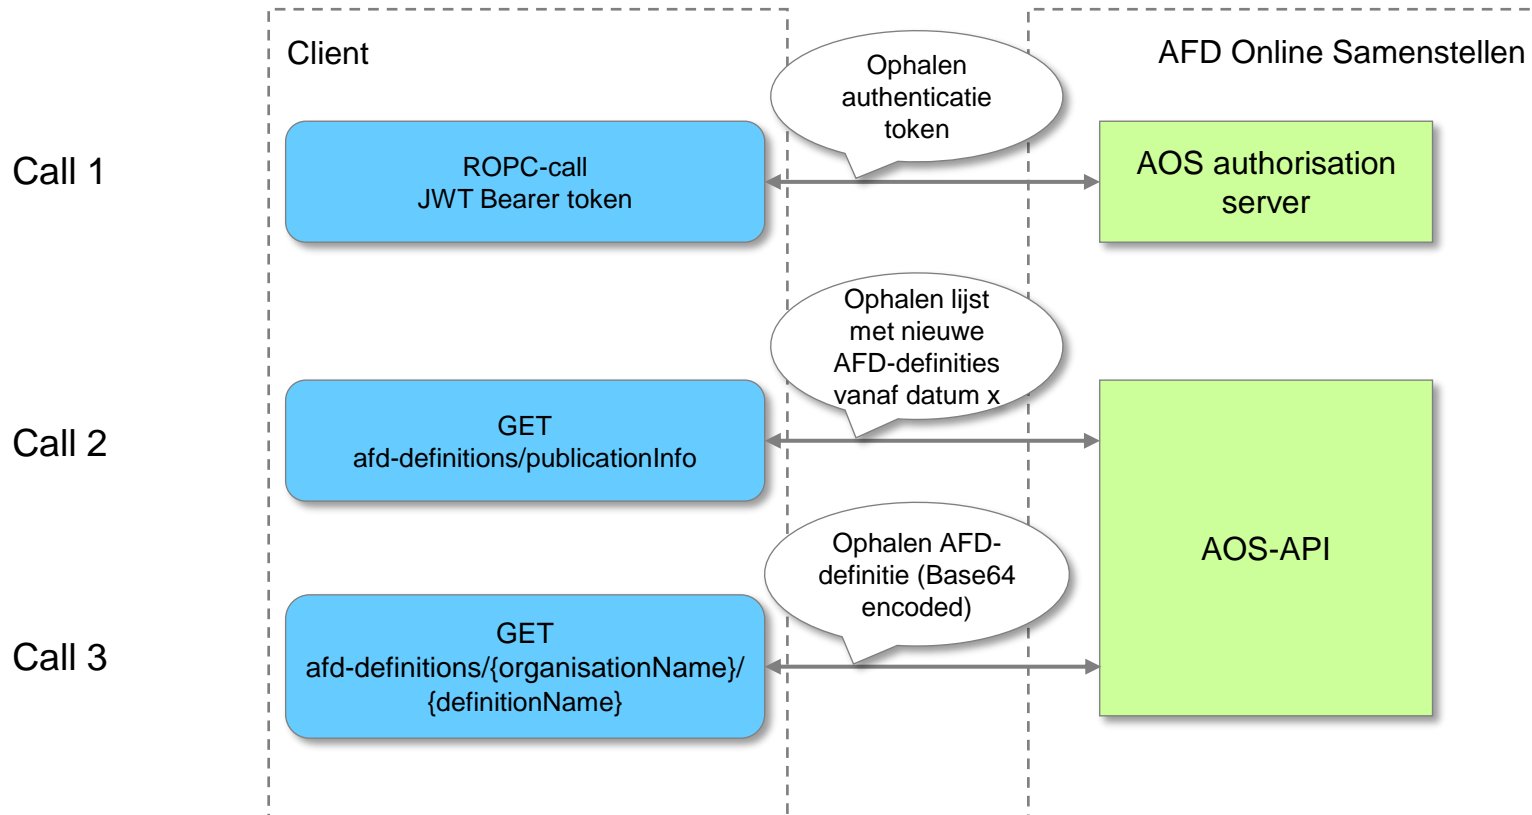 Client
AFD Online Samenstellen
Ophalen
authenticatie
token
Call 1
ROPC-call
JWT Bearer token
AOS authorisation
server
Ophalen lijst
met nieuwe
AFD-definities
vanaf datum x
Call 2
GET
afd-definitions/publicationInfo
AOS-API
Ophalen AFD-
definitie (Base64
encoded)
Call 3
GET
afd-definitions/{organisationName}/
{definitionName}